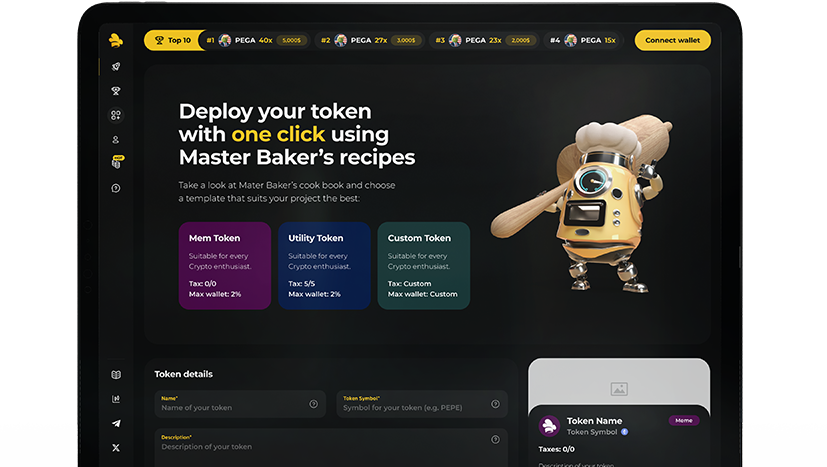 Top 10
#1 PEGA 40x 5,000$
#2 PEGA 27x 3,000$
#3 PEGA 23x 2,000$
#4 PEGA 15x
Connect wallet
Deploy your token
with one click using
Master Baker's recipes
Take a look at Mater Baker's cook book and choose
a template that suits your project the best:
Mem Token
Suitable for every
Crypto enthusiast.
Tax: 0/0
Max wallet: 2%
Utility Token
Suitable for every
Crypto enthusiast.
Tax: 5/5
Max wallet: 2%
Custom Token
Suitable for every
Crypto enthusiast.
Tax: Custom
Max wallet: Custom
Token details
Name*
Name of your token
Token Symbol*
Symbol for your token (e.g. PEPE)
Description*
Description of your token
Token Name
Meme
Token Symbol
Taxes: 0/0
Description of your token